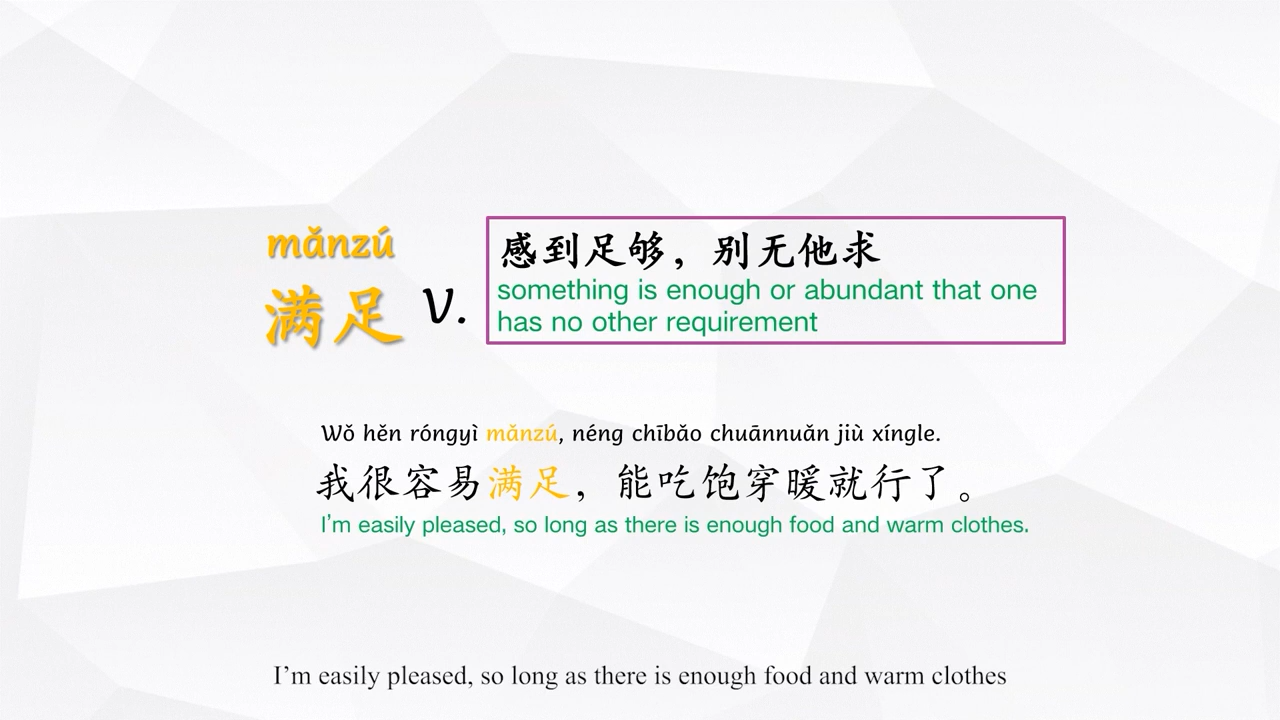 mǎnzú
满足 v.
感到足够，别无他求
something is enough or abundant that one
has no other requirement
Wǒ hěn róngyì mǎnzú, néng chībǎo chuānnuǎn jiù xíngle.
我很容易满足，能吃饱穿暖就行了。
I'm easily pleased, so long as there is enough food and warm clothes.
I’m easily pleased, so long as there is enough food and warm clothes